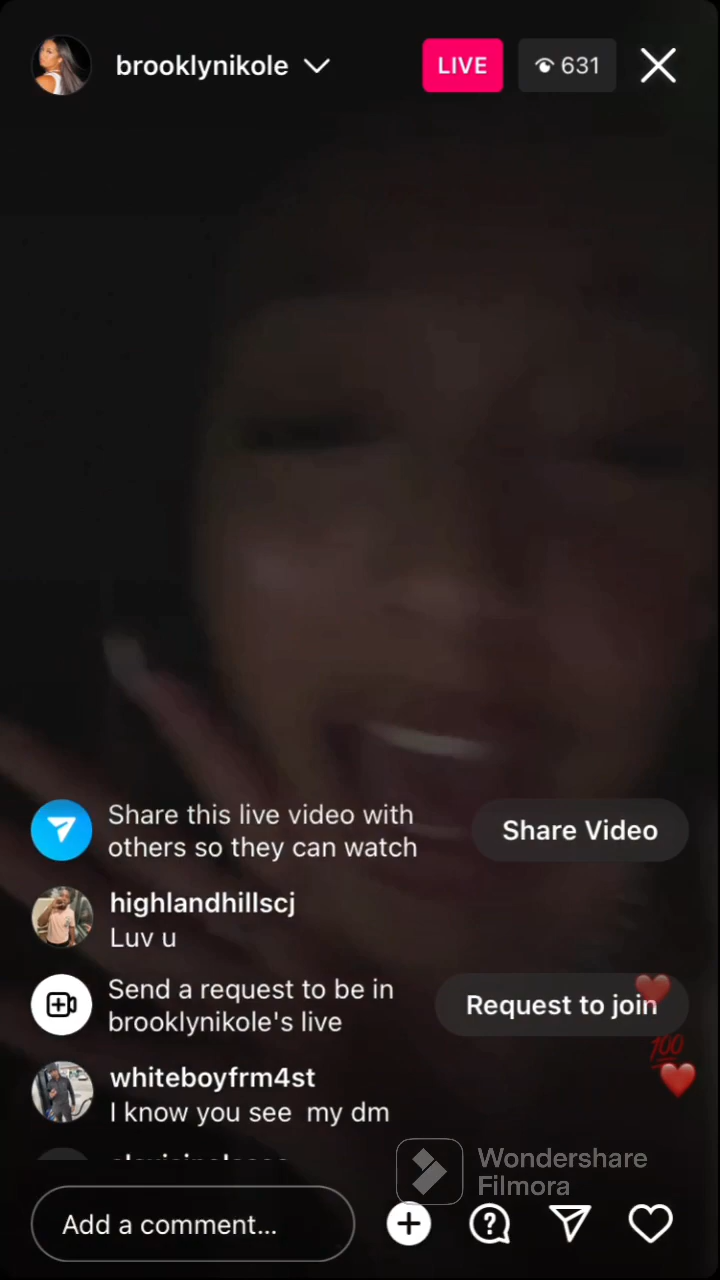 brooklynikole
LIVE
631
Share this live video with
others so they can watch
Share Video
highlandhillscj
Luv u
Send a request to be in
brooklynikole's live
Request to join
100
whiteboyfrm4st
I know you see my dm
Wondershare
Filmora
Add a comment...